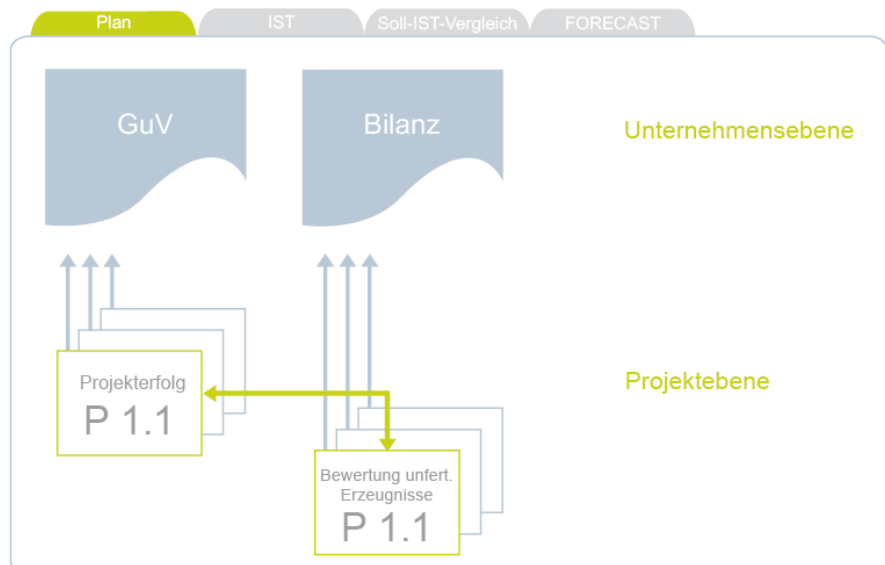 Plan
IST
Soll-IST-Vergleich
FORECAST
GuV
Bilanz
Unternehmensebene
Projekterfolg
P 1.1
Projektebene
Bewertung unfert.
Erzeugnisse
P 1.1